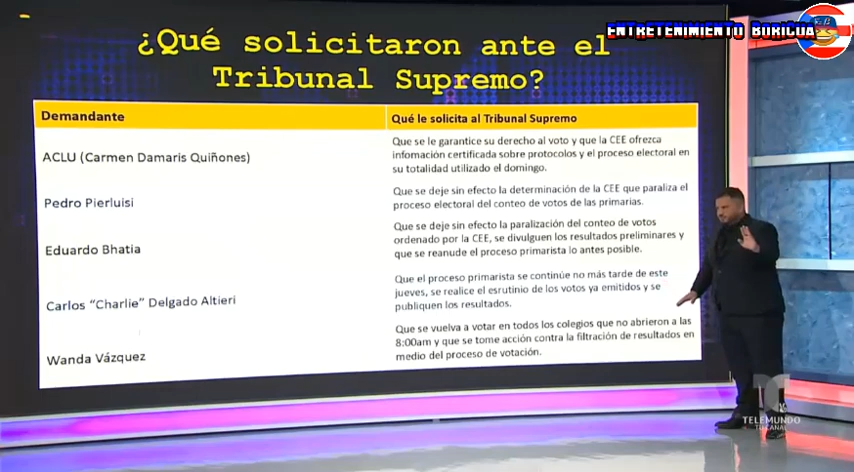 ENTRETENIMIENTO BORICUA
¿Qué solicitaron ante el
Tribunal Supremo?
Demandante
Qué le solicita al Tribunal Supremo
ACLU (Carmen Damaris Quiñones)
Que se le garantice su derecho al voto y que la CEE ofrezca
infomación certificada sobre protocolos y el proceso electoral en
su totalidad utilizado el domingo.
Pedro Pierluisi
Que se deje sin efecto la determinación de la CEE que paraliza el
proceso electoral del conteo de votos de las primarias.
Eduardo Bhatia
Que se deje sin efecto la paralización del conteo de votos
ordenado por la CEE, se divulguen los resultados preliminares y
que se reanude el proceso primarista lo antes posible.
Carlos “Charlie” Delgado Altieri
Que el proceso primarista se continúe no más tarde de este
jueves, se realice el esrutinio de los votos ya emitidos y se
publiquen los resultados.
Wanda Vázquez
Que se vuelva a votar en todos los colegios que no abrieron a las
8:00am y que se tome acción contra la filtración de resultados en
medio del proceso de votación.
TELEMUNDO